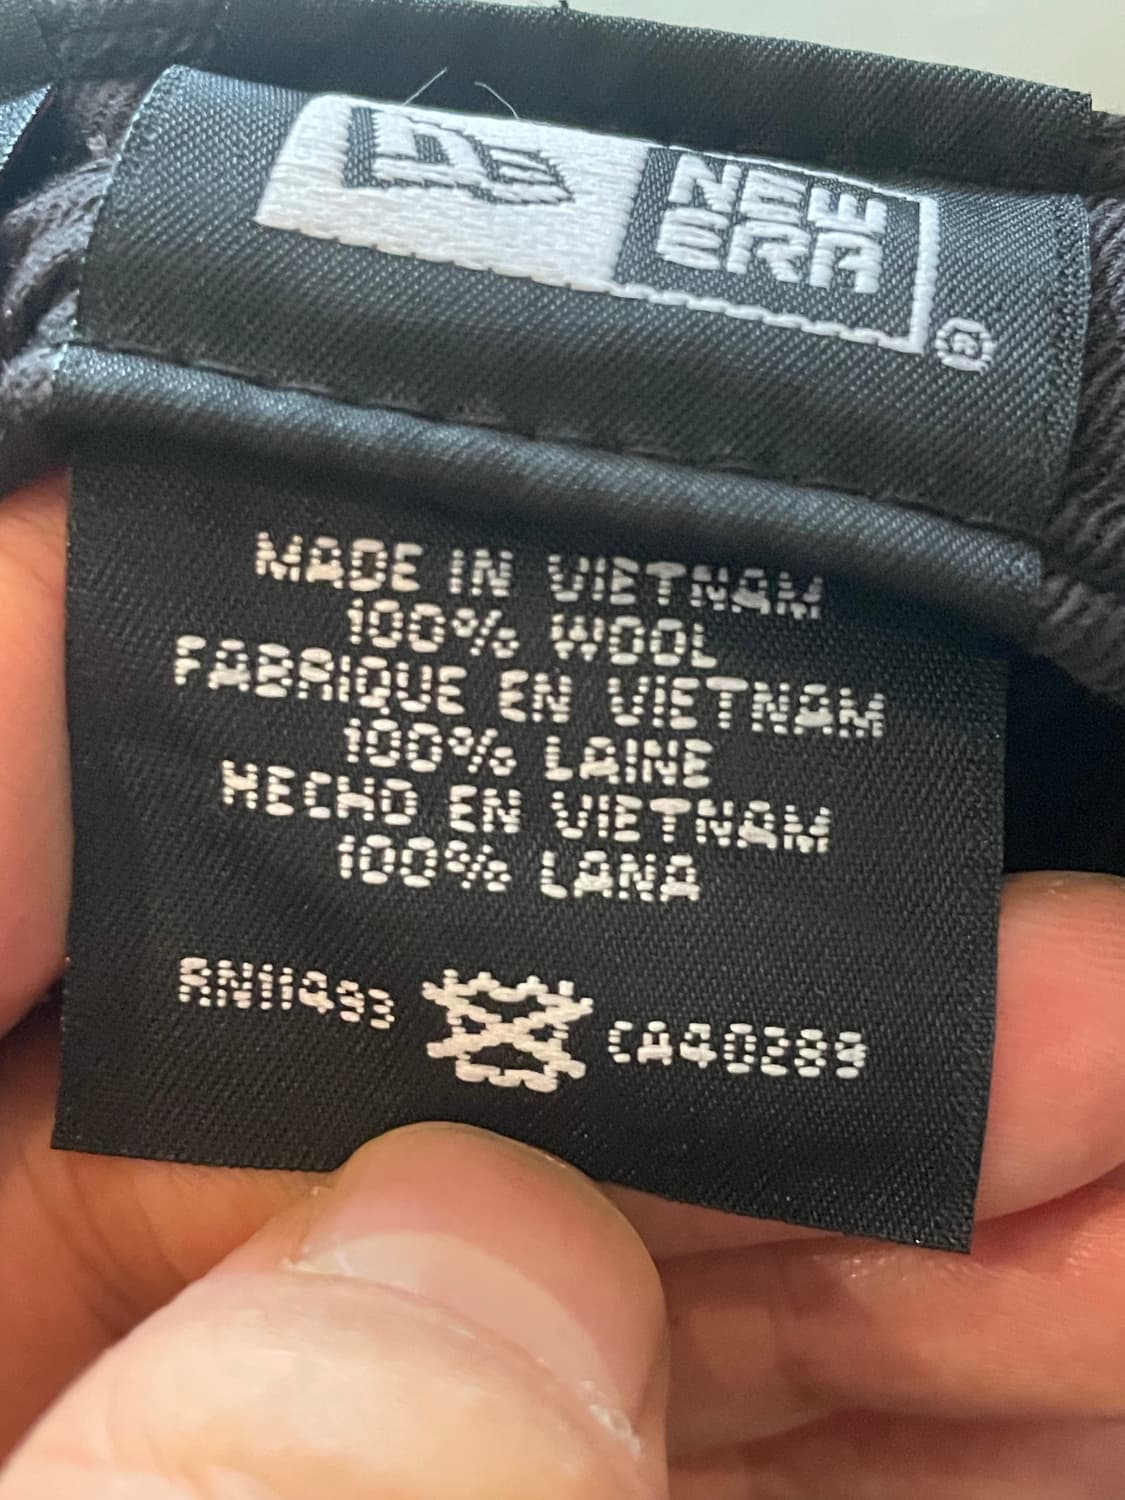 NEW
ERA
®
MADE IN VIETNAM
100% WOOL
FABRIQUE EN VIETNAM
100% LAINE
HECHO EN VIETNAM
100% LANA
RN11493 CA40289